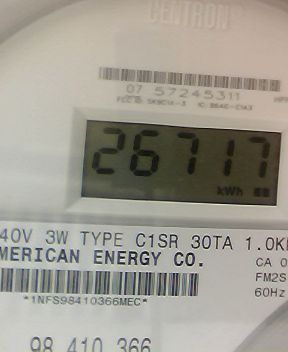 CENTRON
07 57245311
26717
kWh
40V 3W TYPE C1SR 30TA 1.0K
MERICAN ENERGY CO.
CA 0
FM2S
60Hz
*1NFS98410366MEC*
98 410 366